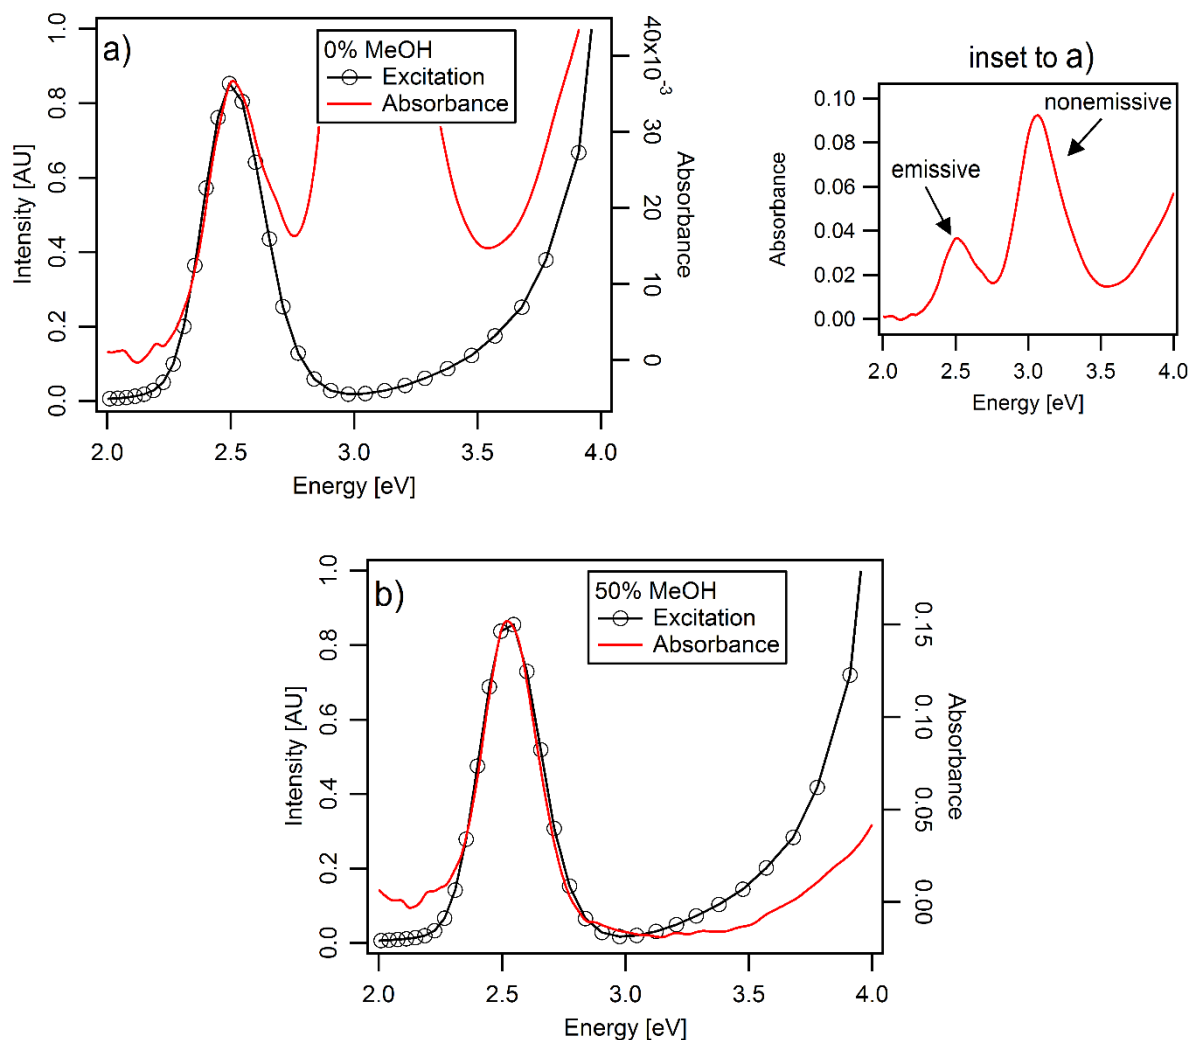 a)
0% MeOH
Excitation
Absorbance
Intensity [AU]
1.0
0.8
0.6
0.4
0.2
0.0
40x10-3
30
20
10
0
Absorbance
2.0 2.5 3.0 3.5 4.0
Energy [eV]
inset to a)
nonemissive
emissive
Absorbance
0.10
0.08
0.06
0.04
0.02
0.00
2.0 2.5 3.0 3.5 4.0
Energy [eV]
b)
50% MeOH
Excitation
Absorbance
Intensity [AU]
1.0
0.8
0.6
0.4
0.2
0.0
0.15
0.10
0.05
0.00
Absorbance
2.0 2.5 3.0 3.5 4.0
Energy [eV]